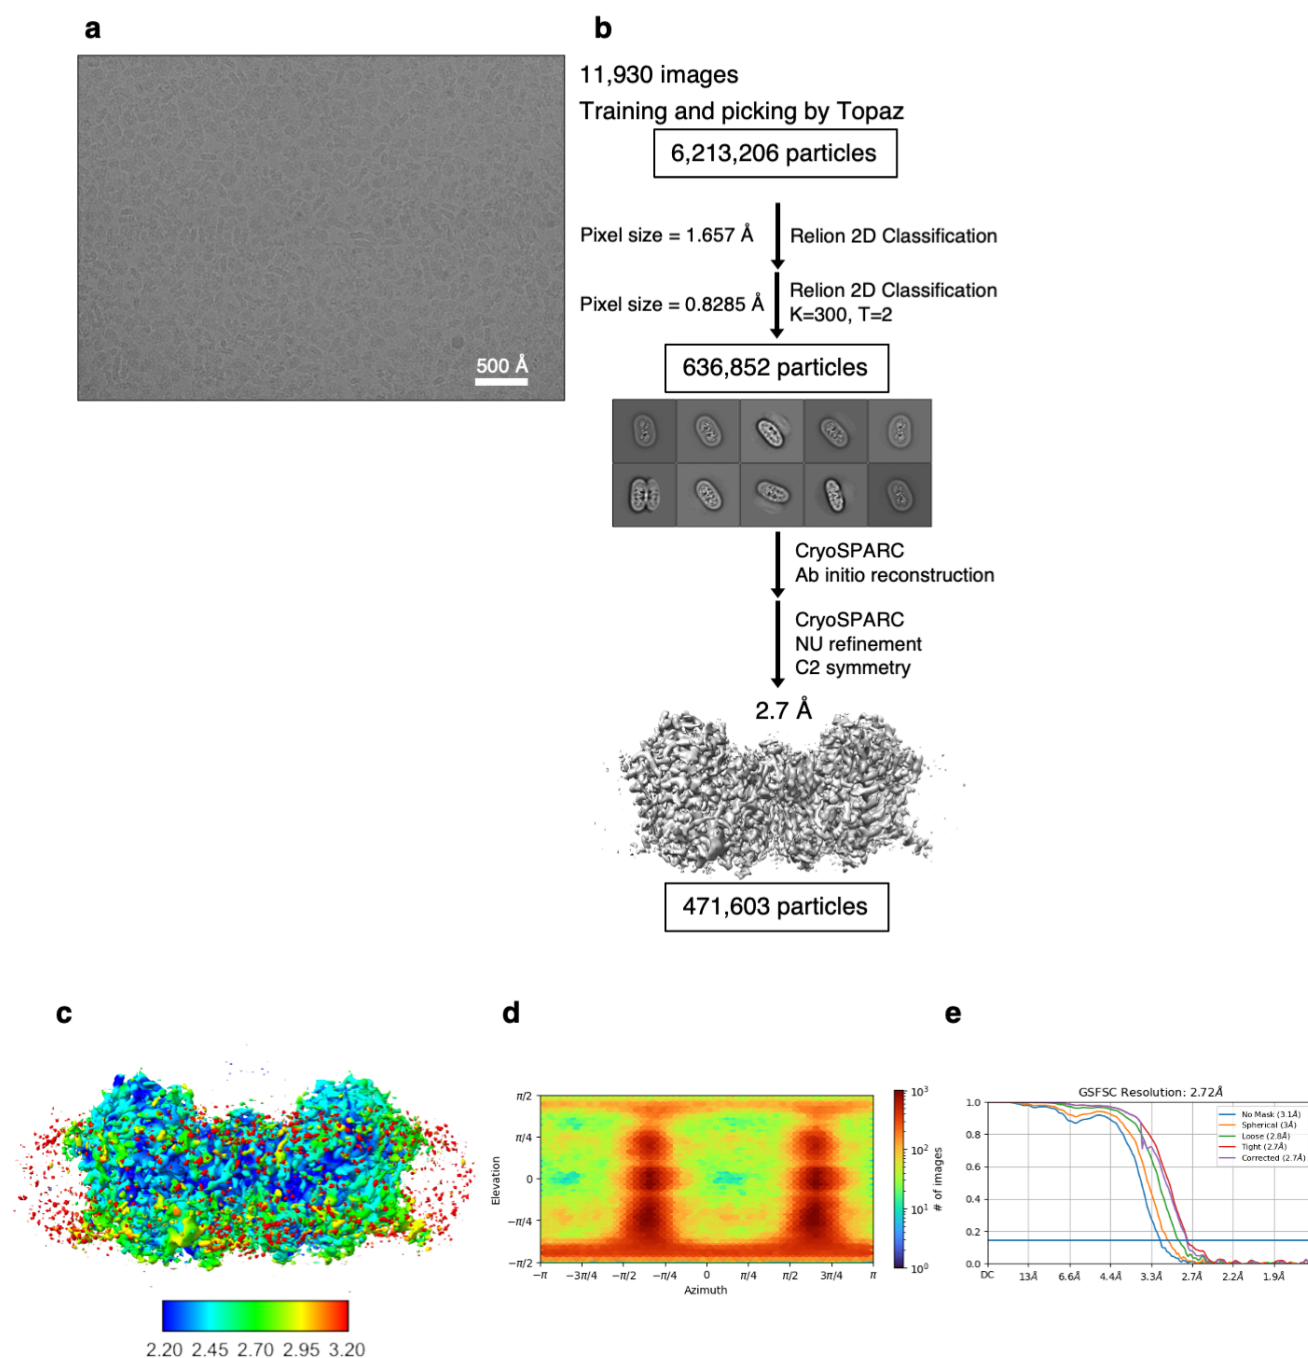 a
500 Å
b
11,930 images
Training and picking by Topaz
6,213,206 particles
Pixel size = 1.657 Å
Relion 2D Classification
Pixel size = 0.8285 Å
Relion 2D Classification
K=300, T=2
636,852 particles
CryoSPARC
Ab initio reconstruction
CryoSPARC
NU refinement
C2 symmetry
2.7 Å
471,603 particles
c
2.20 2.45 2.70 2.95 3.20
d
π/2
π/4
0
−π/4
−π/2
Elevation
−π −3π/4 −π/2 −π/4 0 π/4 π/2 3π/4 π
Azimuth
10³
10²
10¹
10⁰
# of images
e
GSFSC Resolution: 2.72Å
1.0
0.8
0.6
0.4
0.2
0.0
DC 13Å 6.6Å 4.4Å 3.3Å 2.7Å 2.2Å 1.9Å
No Mask (3.1Å)
Spherical (3Å)
Loose (2.8Å)
Tight (2.7Å)
Corrected (2.7Å)